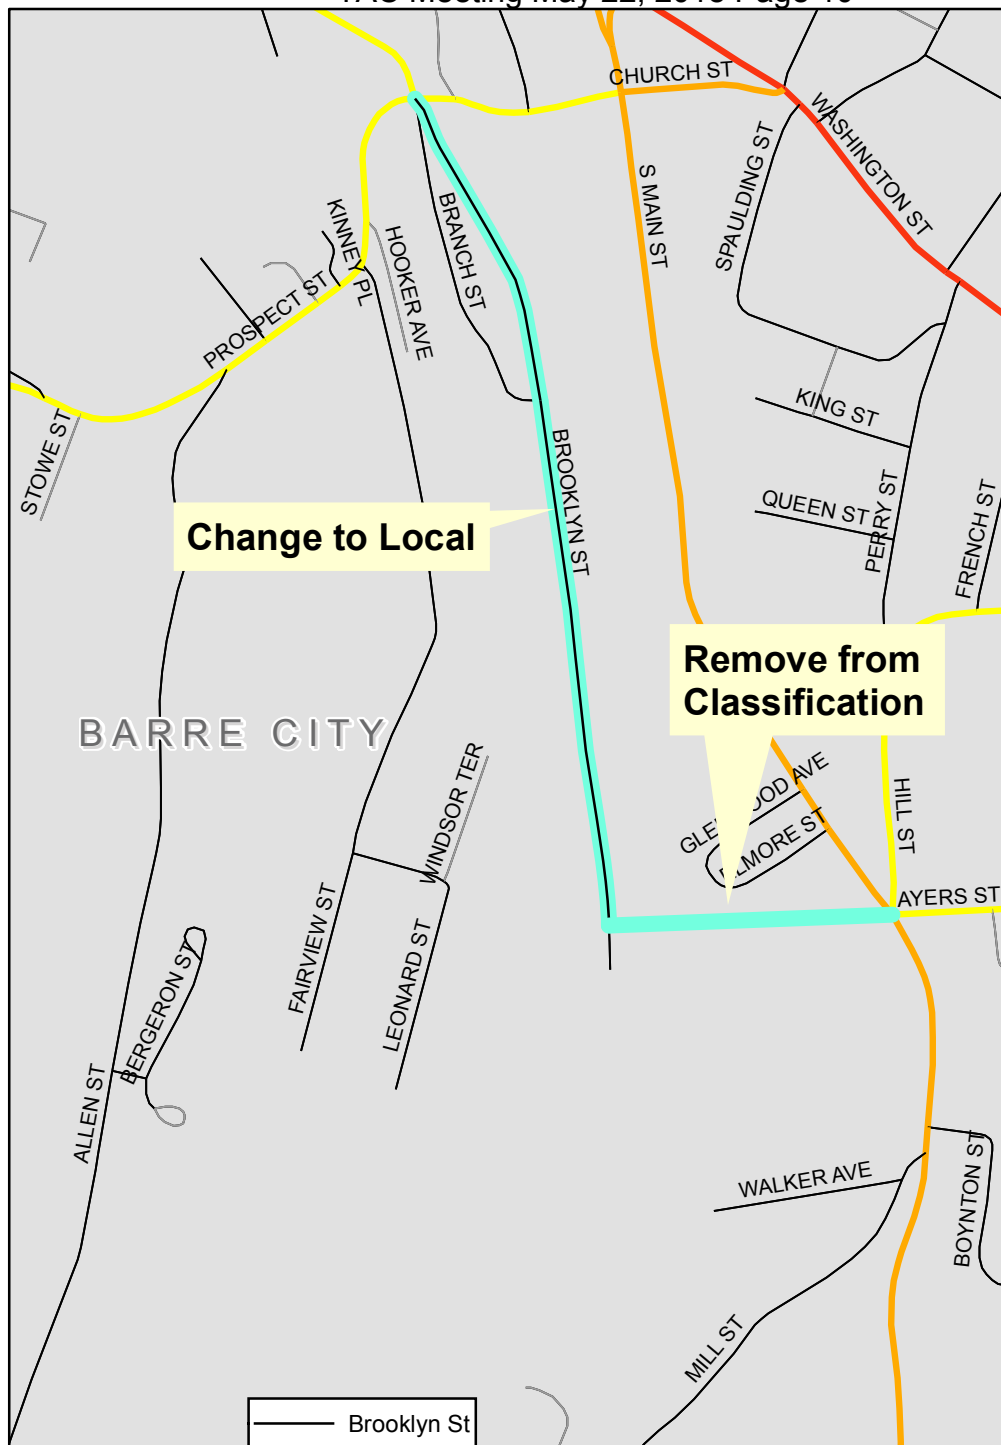 CHURCH ST
WASHINGTON ST
SPAULDING ST
S MAIN ST
BRANCH ST
KINNEY PL
HOOKER AVE
PROSPECT ST
STOWE ST
KING ST
BROOKLYN ST
QUEEN ST
PERRY ST
FRENCH ST
Change to Local
Remove from
Classification
BARRE CITY
WINDSOR TER
ELMORE ST
HILL ST
AYERS ST
FAIRVIEW ST
LEONARD ST
BERGERON ST
ALLEN ST
WALKER AVE
BOYNTON ST
MILL ST
Brooklyn St